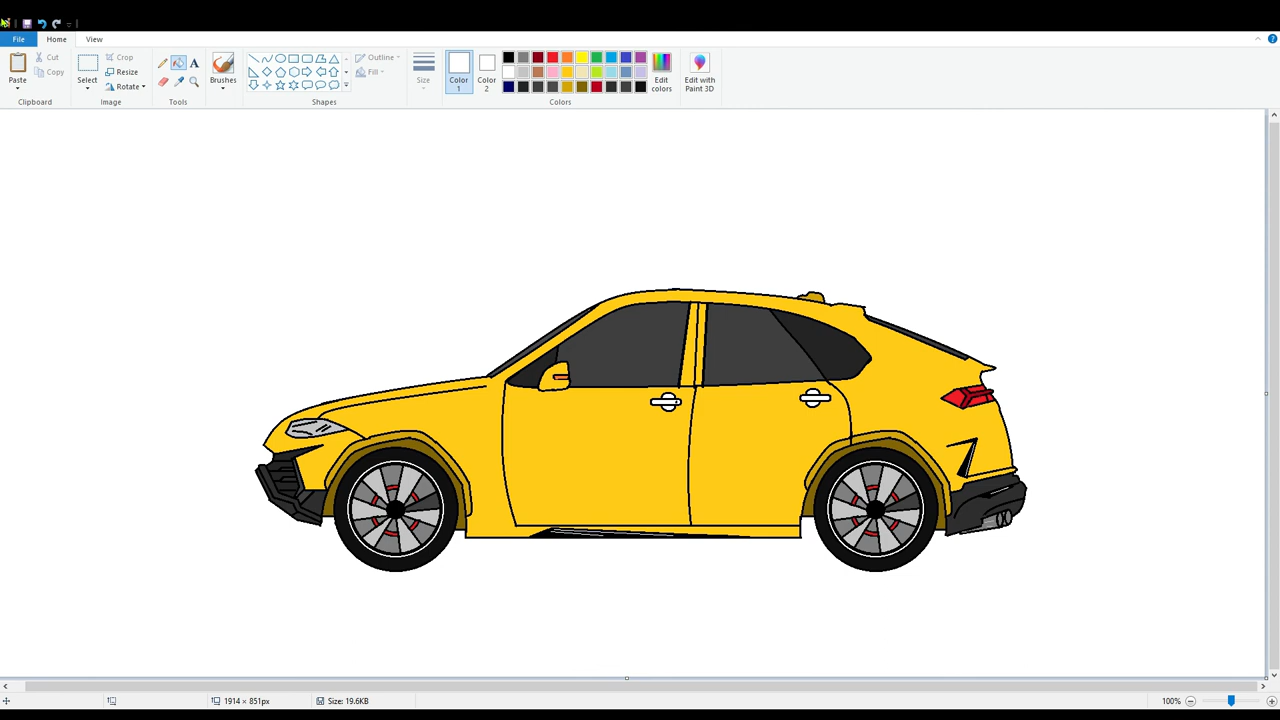 File Home View
Paste
Cut
Copy
Clipboard
Select
Crop
Resize
Rotate
Image
A
Tools
Brushes
Outline
Fill
Shapes
Size
Color
1
Color
2
Edit
colors
Colors
Edit with
Paint 3D
1914 × 851px
Size: 19.6KB
100%